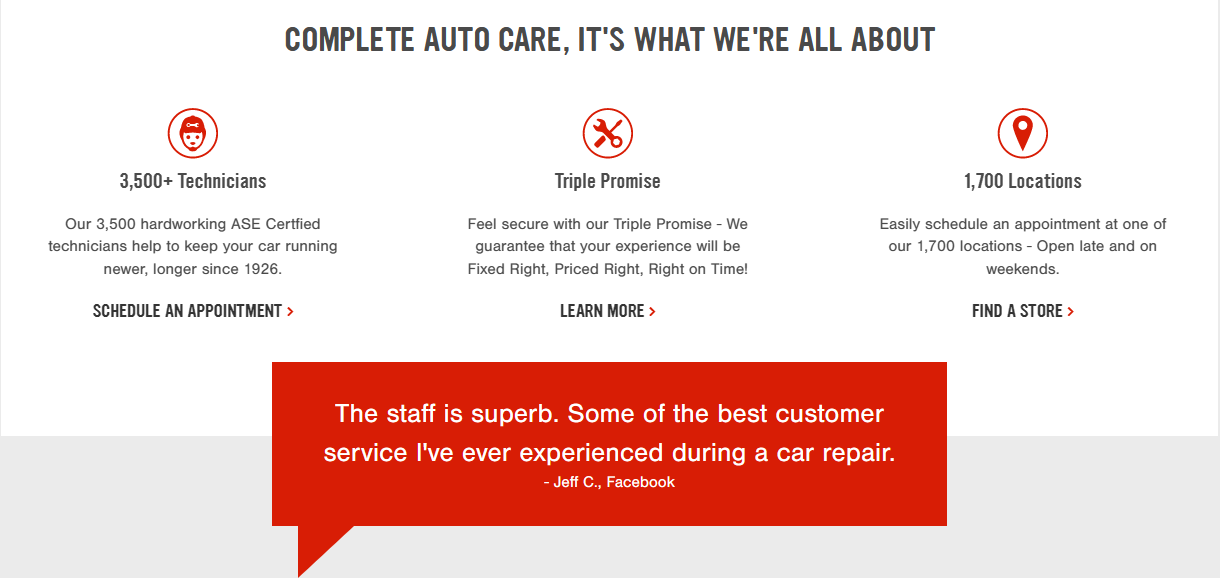 COMPLETE AUTO CARE, IT'S WHAT WE'RE ALL ABOUT
3,500+ Technicians
Our 3,500 hardworking ASE Certfied
technicians help to keep your car running
newer, longer since 1926.
SCHEDULE AN APPOINTMENT >
Triple Promise
Feel secure with our Triple Promise - We
guarantee that your experience will be
Fixed Right, Priced Right, Right on Time!
LEARN MORE >
1,700 Locations
Easily schedule an appointment at one of
our 1,700 locations - Open late and on
weekends.
FIND A STORE >
The staff is superb. Some of the best customer
service I've ever experienced during a car repair.
- Jeff C., Facebook